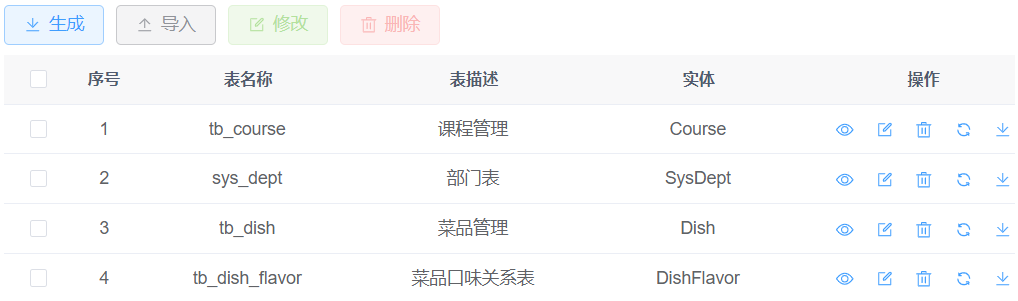 生成 导入 修改 删除
序号 表名称 表描述 实体 操作
1 tb_course 课程管理 Course
2 sys_dept 部门表 SysDept
3 tb_dish 菜品管理 Dish
4 tb_dish_flavor 菜品口味关系表 DishFlavor